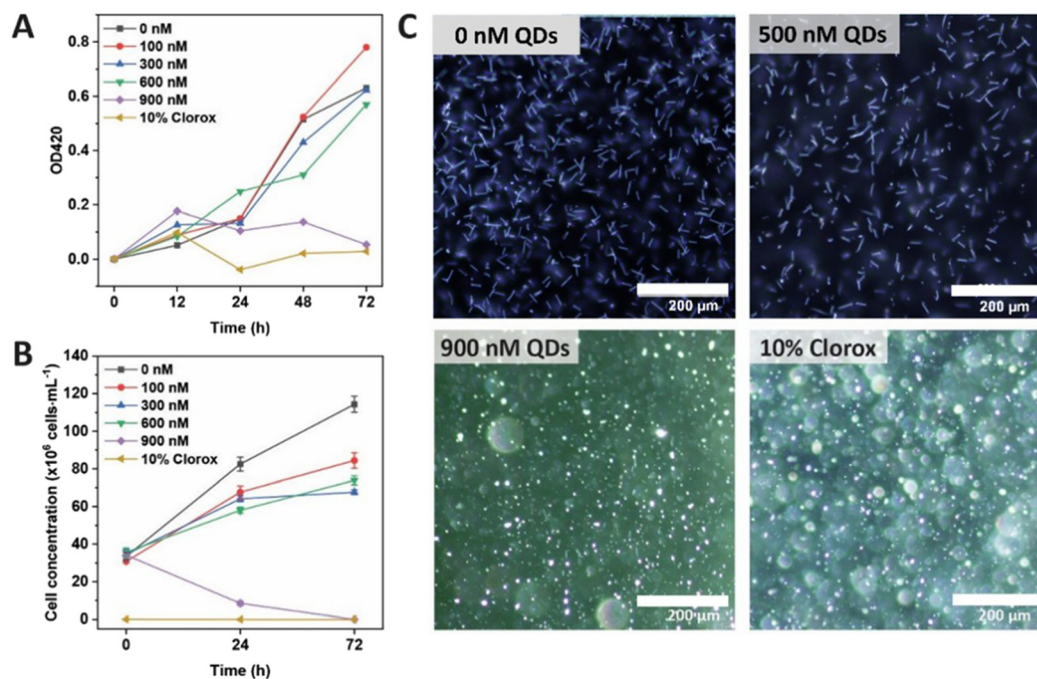 A
0 nM
100 nM
300 nM
600 nM
900 nM
10% Clorox
OD420
0.8
0.6
0.4
0.2
0.0
0 12 24 48 72
Time (h)
B
0 nM
100 nM
300 nM
600 nM
900 nM
10% Clorox
Cell concentration (x10⁶ cells·mL⁻¹)
140
120
100
80
60
40
20
0
0 24 72
Time (h)
C
0 nM QDs
200 µm
500 nM QDs
200 µm
900 nM QDs
200 µm
10% Clorox
200 µm